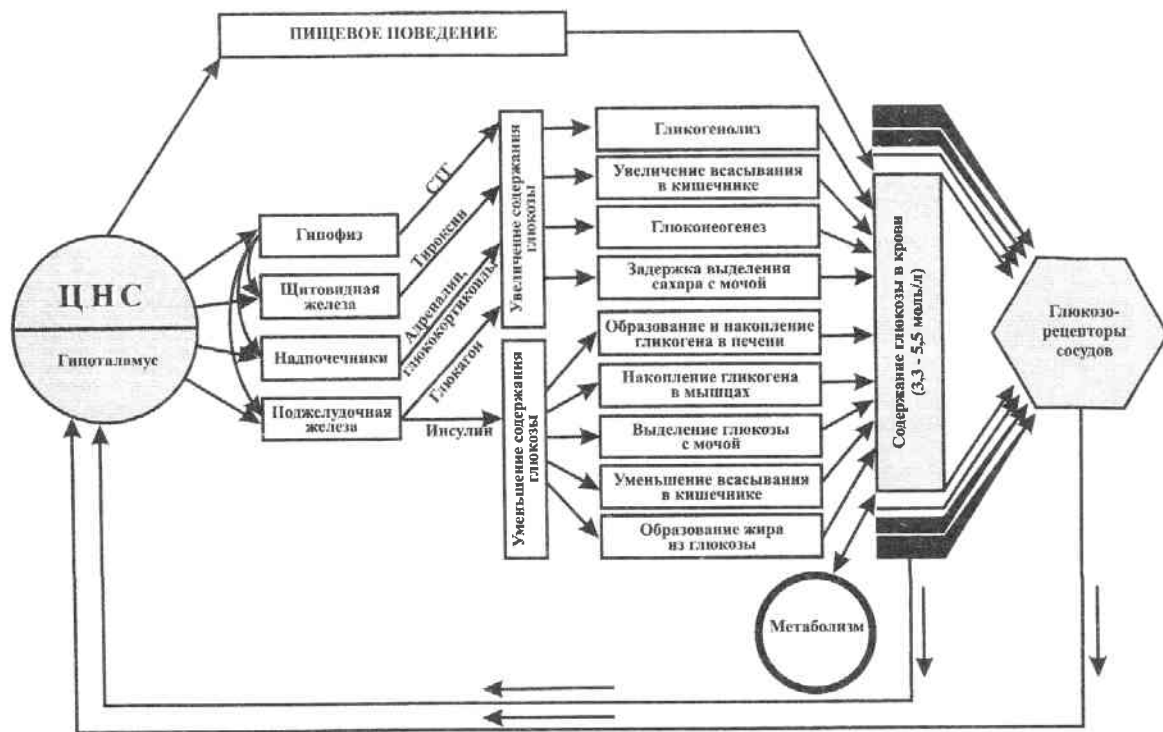 ПИЩЕВОЕ ПОВЕДЕНИЕ
ЦНС
Гипоталамус
Гипофиз
Щитовидная
железа
Надпочечники
Поджелудочная
железа
СТГ
Тироксин
Адреналин,
глюкокортикоиды
Глюкагон
Инсулин
Увеличение содержания
глюкозы
Уменьшение содержания
глюкозы
Гликогенолиз
Увеличение всасывания
в кишечнике
Глюконеогенез
Задержка выделения
сахара с мочой
Образование и накопление
гликогена в печени
Накопление гликогена
в мышцах
Выделение глюкозы
с мочой
Уменьшение всасывания
в кишечнике
Образование жира
из глюкозы
Метаболизм
Содержание глюкозы в крови
(3,3 - 5,5 моль/л)
Глюкозо-
рецепторы
сосудов